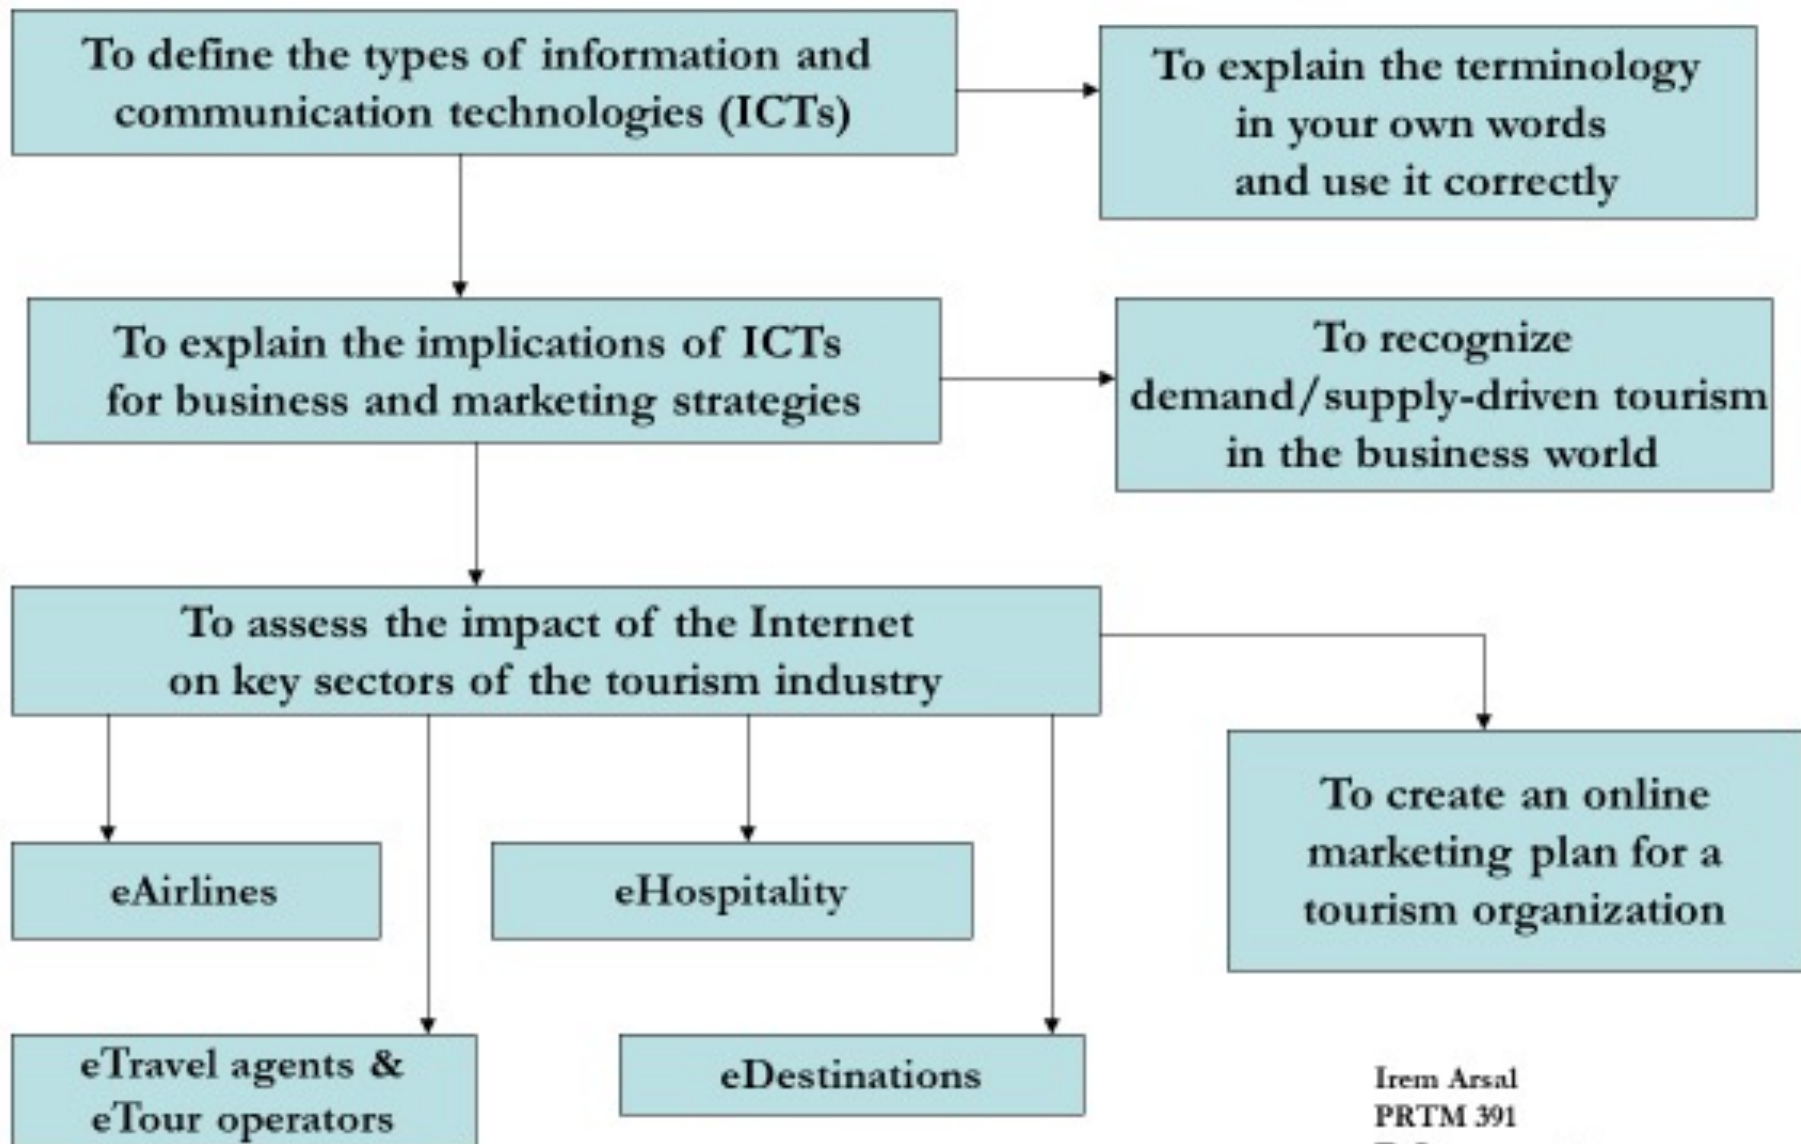 To define the types of information and
communication technologies (ICTs)
To explain the terminology
in your own words
and use it correctly
To explain the implications of ICTs
for business and marketing strategies
To recognize
demand/supply-driven tourism
in the business world
To assess the impact of the Internet
on key sectors of the tourism industry
To create an online
marketing plan for a
tourism organization
eAirlines
eHospitality
eTravel agents &
eTour operators
eDestinations
Irem Arsal
PRTM 391